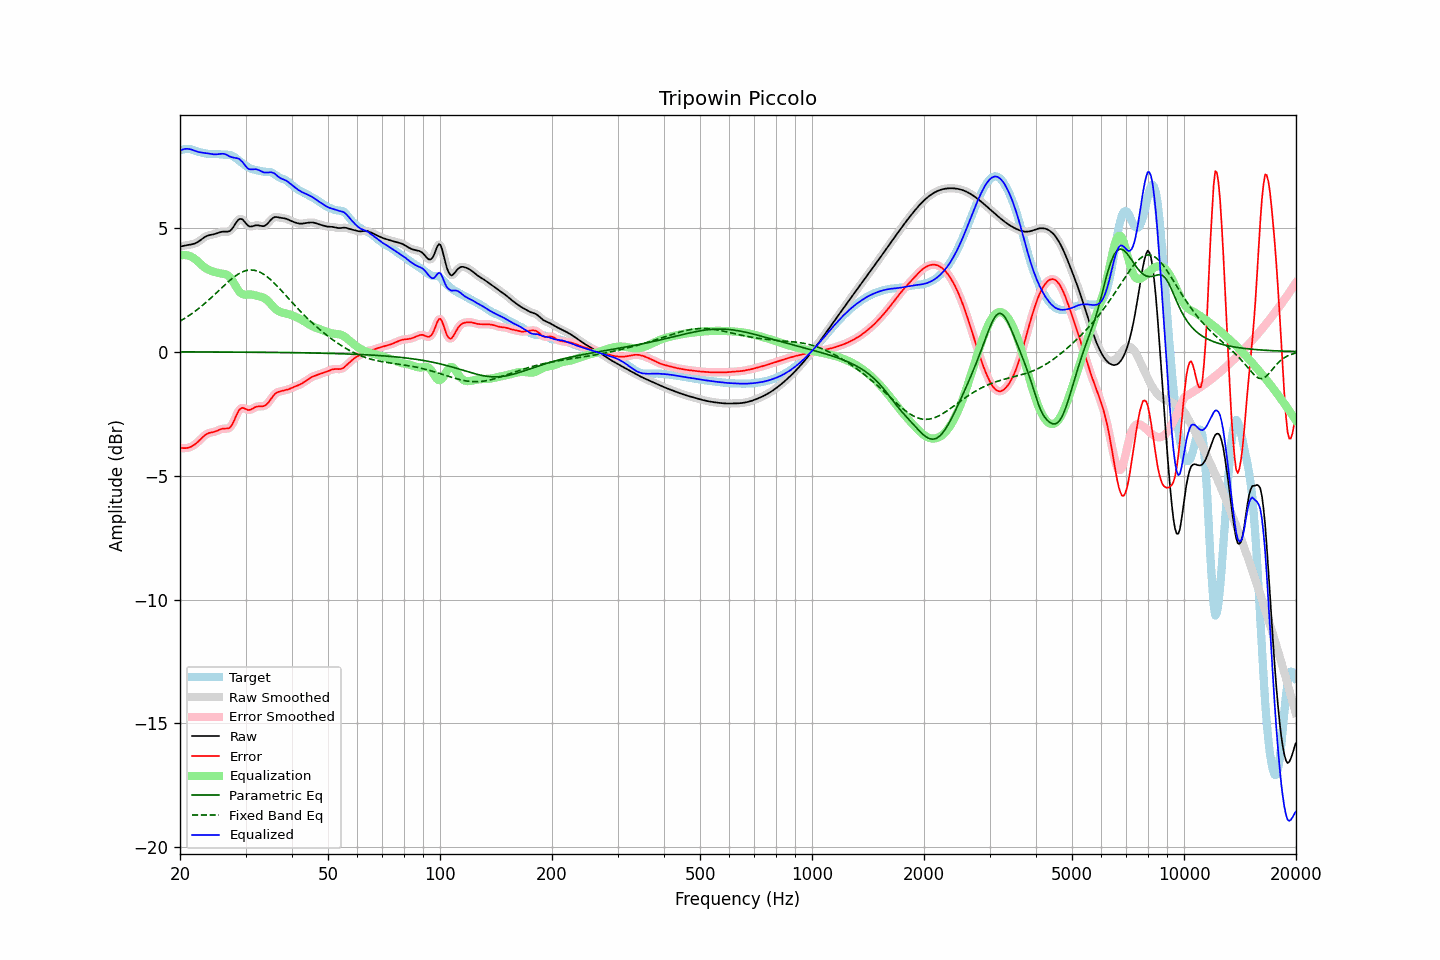 Tripowin Piccolo
Amplitude (dBr)
5
0
−5
−10
−15
−20
Target
Raw Smoothed
Error Smoothed
Raw
Error
Equalization
Parametric Eq
Fixed Band Eq
Equalized
20 50 100 200 500 1000 2000 5000 10000 20000
Frequency (Hz)